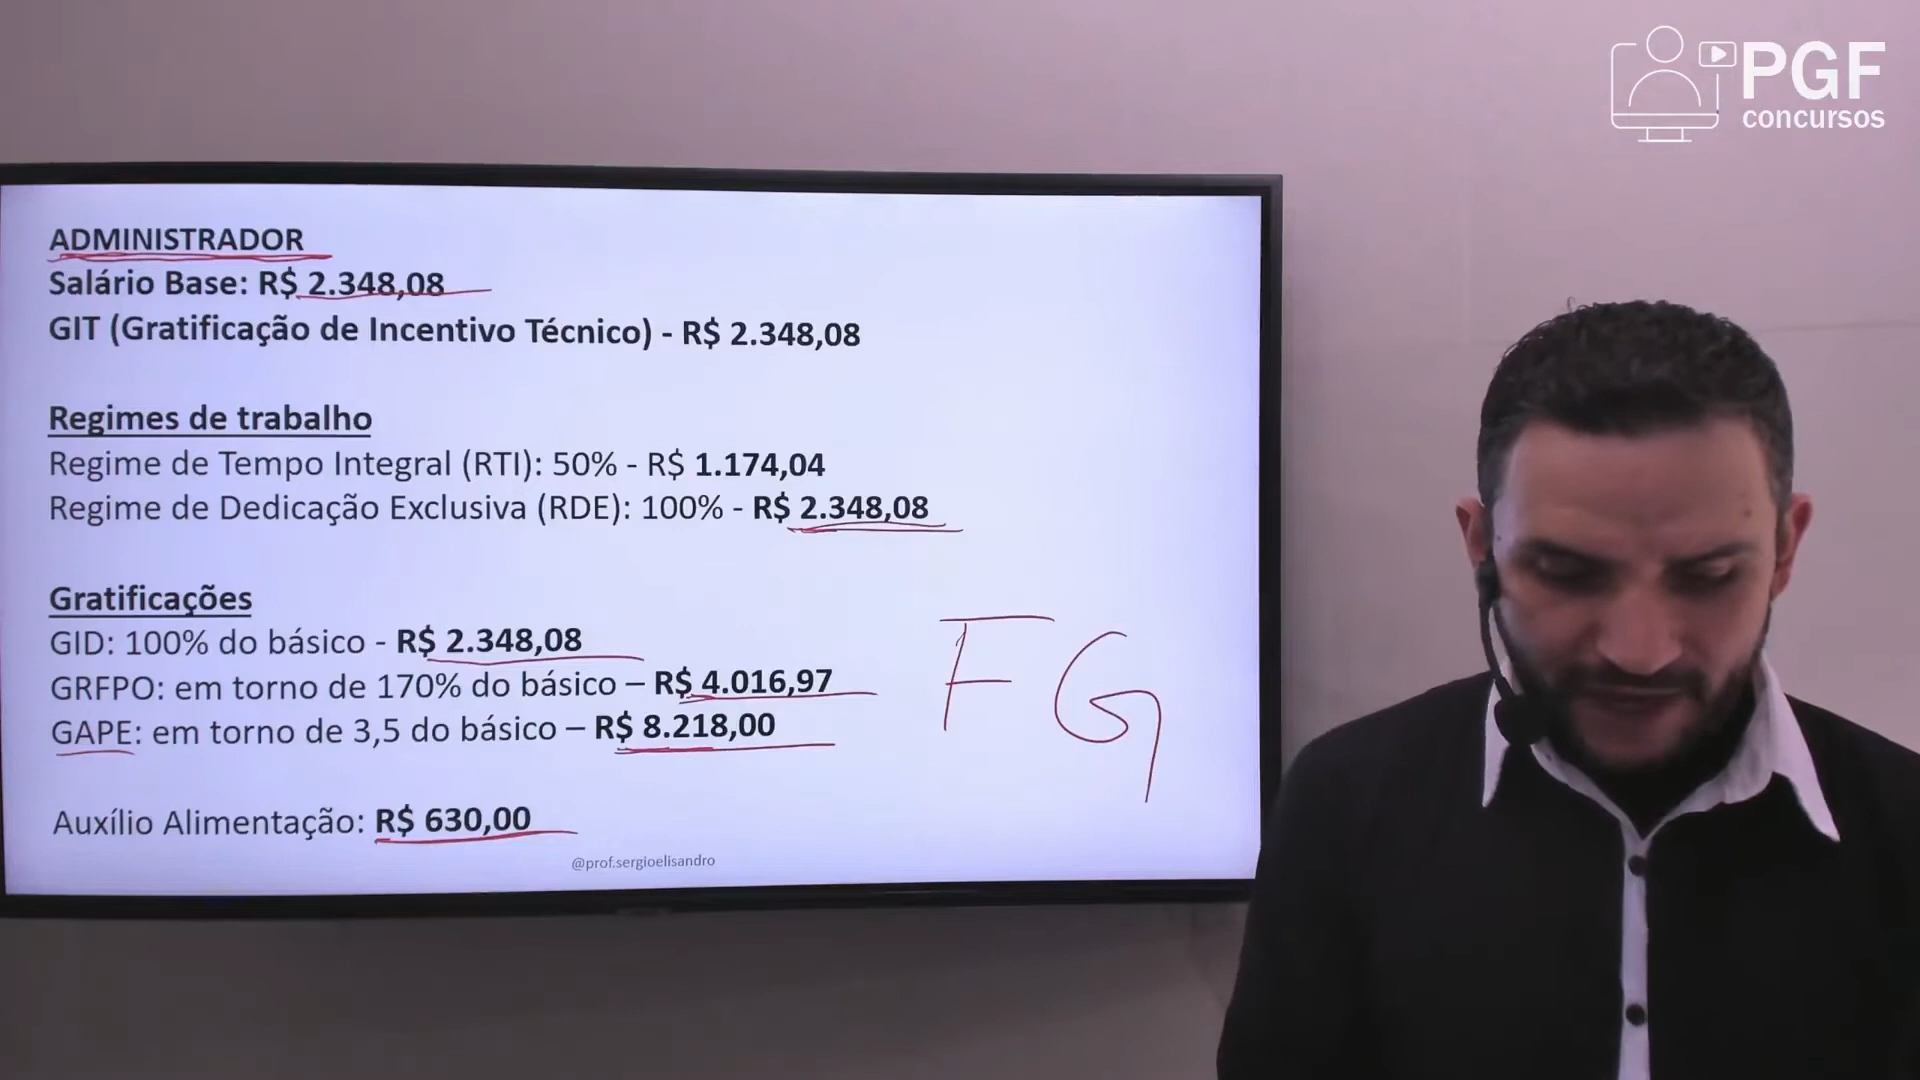 PGF
concursos
ADMINISTRADOR
Salário Base: R$ 2.348,08
GIT (Gratificação de Incentivo Técnico) - R$ 2.348,08
Regimes de trabalho
Regime de Tempo Integral (RTI): 50% - R$ 1.174,04
Regime de Dedicação Exclusiva (RDE): 100% - R$ 2.348,08
Gratificações
GID: 100% do básico - R$ 2.348,08
GRFPO: em torno de 170% do básico – R$ 4.016,97
GAPE: em torno de 3,5 do básico – R$ 8.218,00
FG
Auxílio Alimentação: R$ 630,00
@prof.sergioelisandro